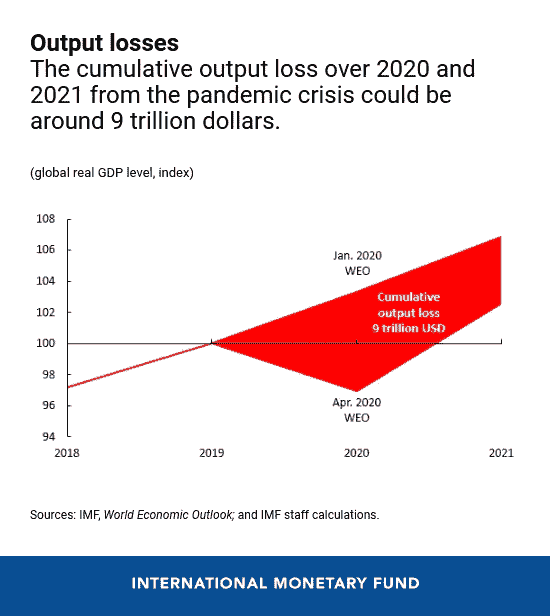 Output losses
The cumulative output loss over 2020 and
2021 from the pandemic crisis could be
around 9 trillion dollars.
(global real GDP level, index)
108
106
104
102
100
98
96
94
Jan. 2020
WEO
Cumulative
output loss
9 trillion USD
Apr. 2020
WEO
2018
2019
2020
2021
Sources: IMF, World Economic Outlook; and IMF staff calculations.
INTERNATIONAL MONETARY FUND